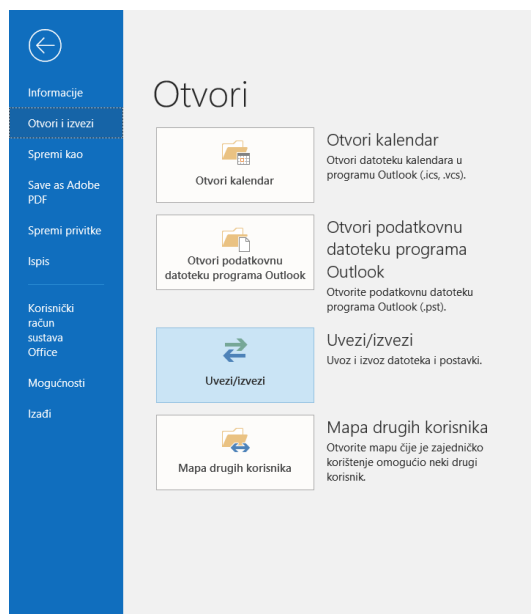 Informacije
Otvori i izvezi
Spremi kao
Save as Adobe
PDF
Spremi privitke
Ispis
Korisnički
račun
sustava
Office
Mogućnosti
Izađi
Otvori
Otvori kalendar
Otvori kalendar
Otvori datoteku kalendara u
programu Outlook (.ics, .vcs).
Otvori podatkovnu
datoteku programa Outlook
Otvori podatkovnu
datoteku programa
Outlook
Otvorite podatkovnu datoteku
programa Outlook (.pst).
Uvezi/izvezi
Uvezi/izvezi
Uvoz i izvoz datoteka i postavki.
Mapa drugih korisnika
Mapa drugih korisnika
Otvorite mapu čije je zajedničko
korištenje omogućio neki drugi
korisnik.